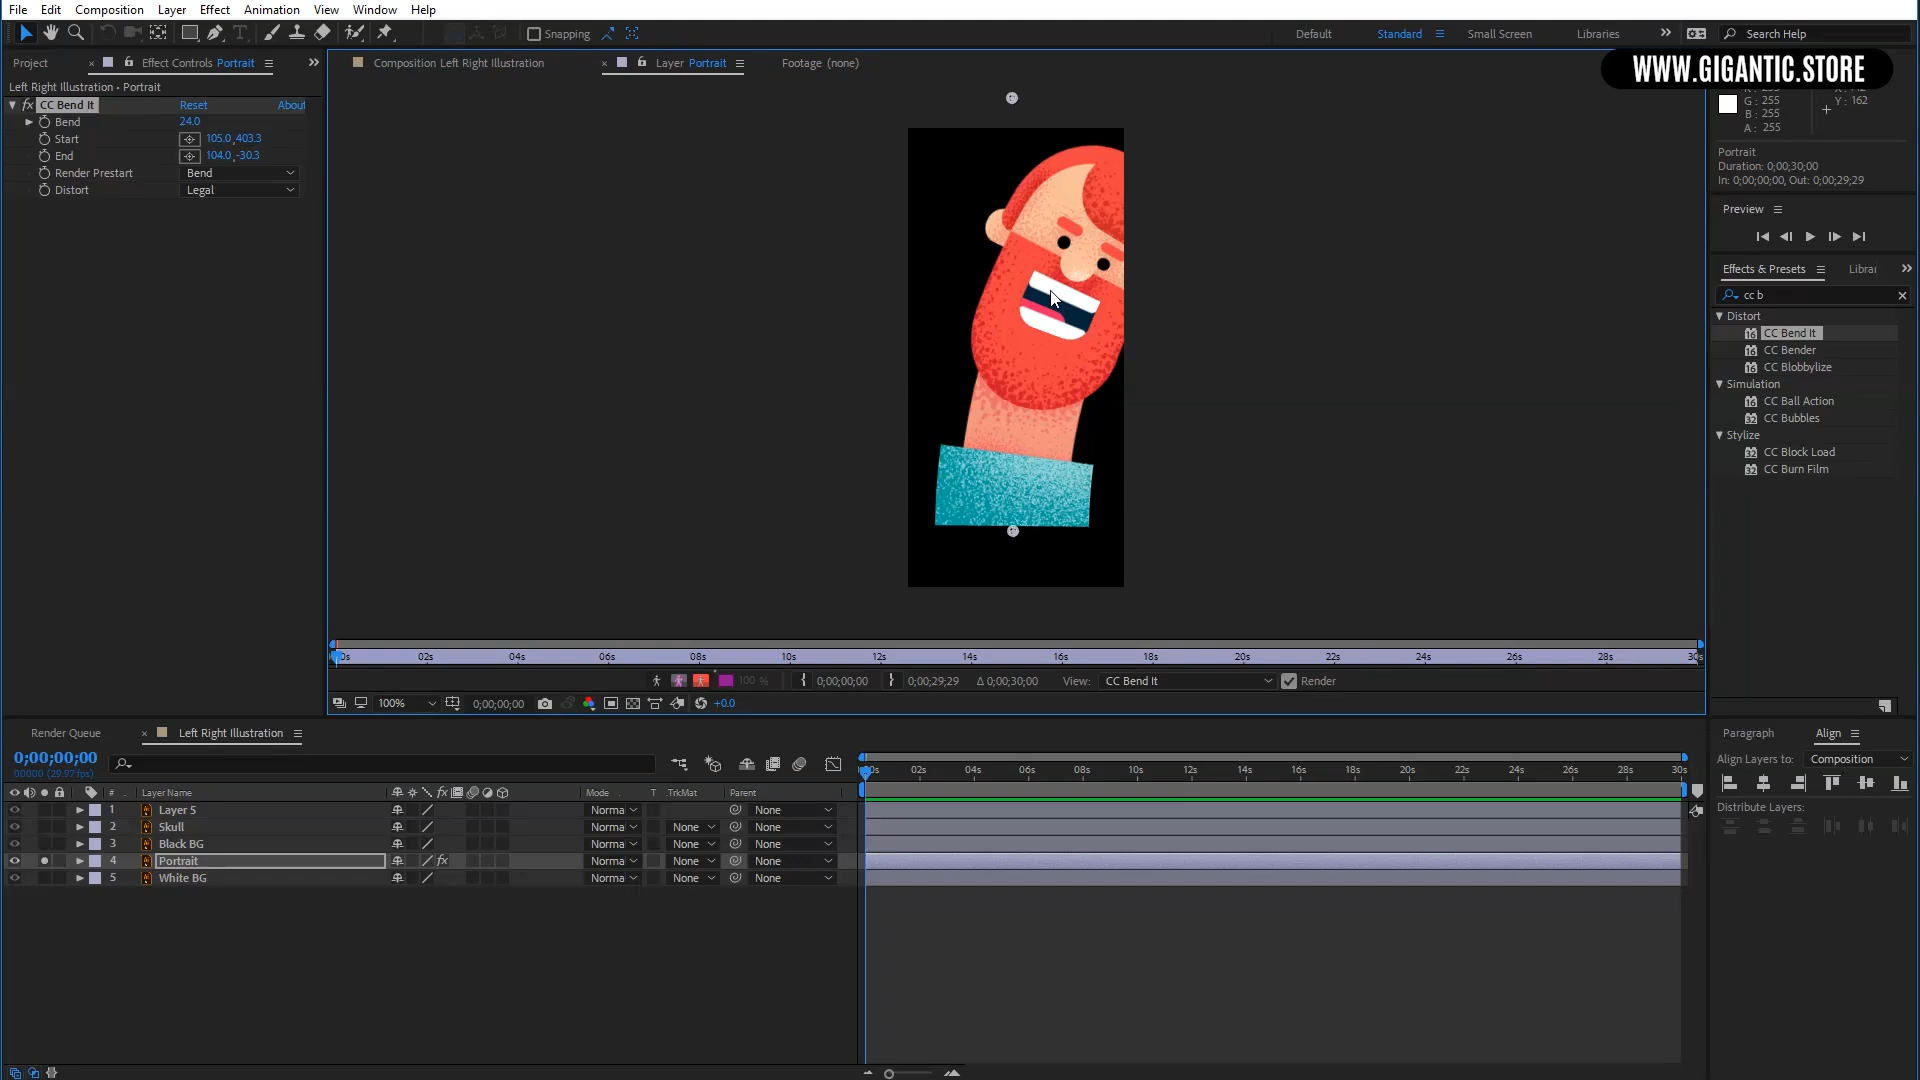 File Edit Composition Layer Effect Animation View Window Help
Snapping Default Standard Small Screen Libraries Search Help
Project Effect Controls Portrait Composition Left Right Illustration Layer Portrait Footage (none)
WWW.GIGANTIC.STORE
Left Right Illustration • Portrait
fx CC Bend It Reset About
Bend 24.0
Start 105.0,403.3
End 104.0,-30.3
Render Prestart Bend
Distort Legal
G: 255
B: 255
A: 255
Y: 162
Portrait
Duration: 0;00;30;00
In: 0;00;00;00, Out: 0;00;29;29
Preview
Effects & Presets Librai
cc b
Distort
CC Bend It
CC Bender
CC Blobbylize
Simulation
CC Ball Action
CC Bubbles
Stylize
CC Block Load
CC Burn Film
0s 02s 04s 06s 08s 10s 12s 14s 16s 18s 20s 22s 24s 26s 28s 30s
100 % 0;00;00;00 0;00;29;29 Δ 0;00;30;00 View: CC Bend It Render
100% 0;00;00;00 +0.0
Render Queue Left Right Illustration
0;00;00;00
00000 (29.97 fps)
00s 02s 04s 06s 08s 10s 12s 14s 16s 18s 20s 22s 24s 26s 28s 30s
# Layer Name Mode T .TrkMat Parent
1 Layer 5 Norma None
2 Skull Norma None None
3 Black BG Norma None None
4 Portrait fx Norma None None
5 White BG Norma None None
Paragraph Align
Align Layers to: Composition
Distribute Layers: